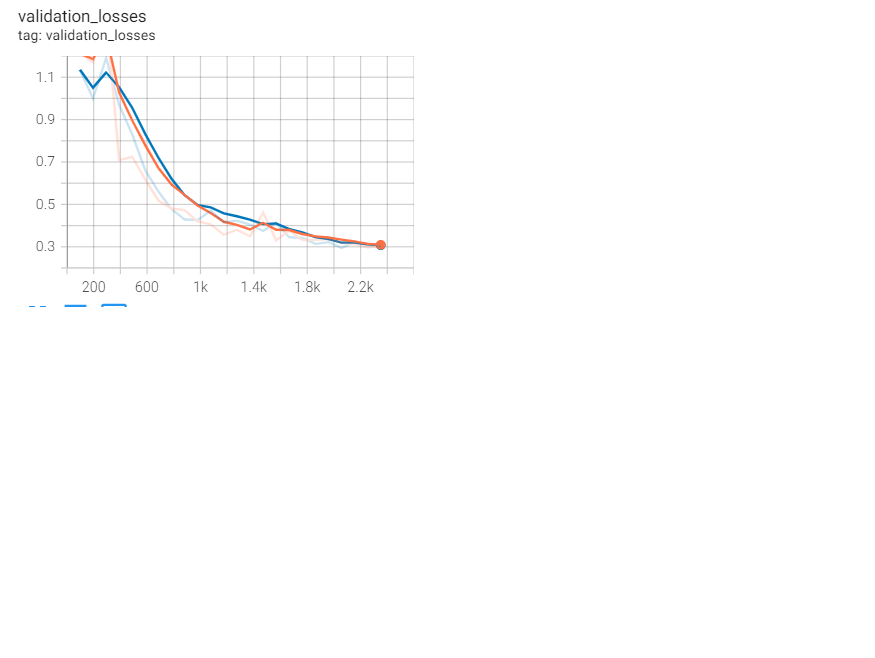 validation_losses
tag: validation_losses
1.1
0.9
0.7
0.5
0.3
200 600 1k 1.4k 1.8k 2.2k